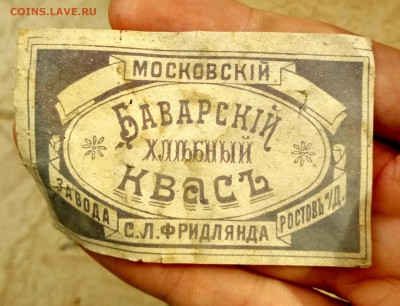 COINS.LAVE.RU
МОСКОВСКІЙ
БАВАРСКІЙ
ХЛѢБНЫЙ
КВАСЪ
ЗАВОДА
С.Л.ФРИДЛЯНДА
РОСТОВЪ Н/Д.